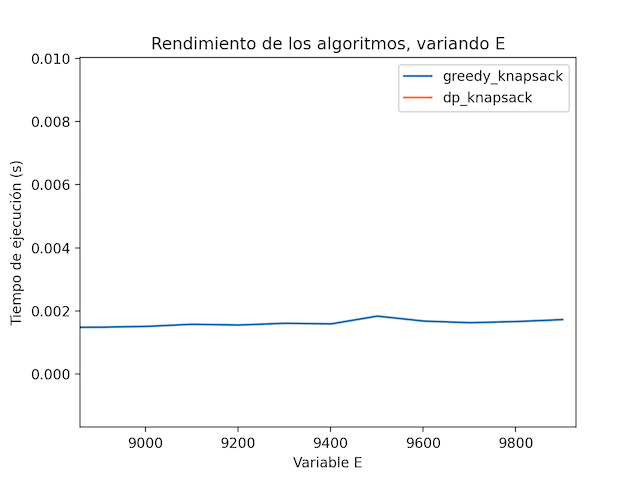 Rendimiento de los algoritmos, variando E
greedy_knapsack
dp_knapsack
Tiempo de ejecución (s)
0.010
0.008
0.006
0.004
0.002
0.000
9000 9200 9400 9600 9800
Variable E